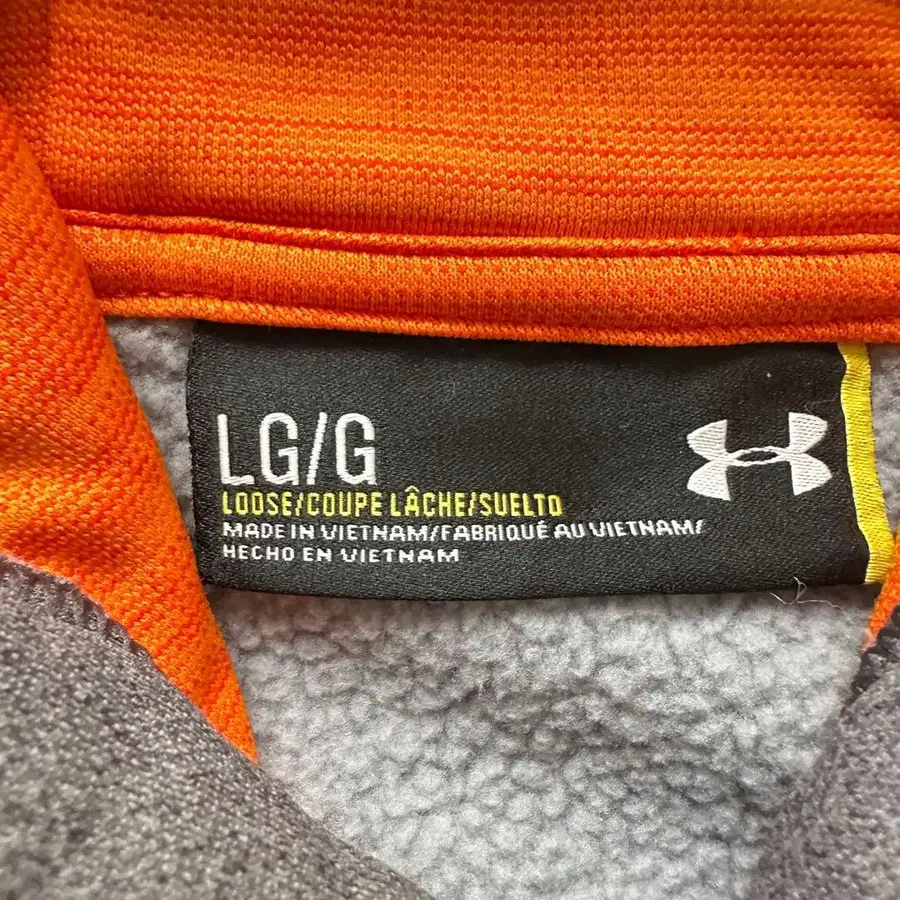 LG/G
LOOSE/COUPE LÂCHE/SUELTO
MADE IN VIETNAM/FABRIQUÉ AU VIETNAM/
HECHO EN VIETNAM